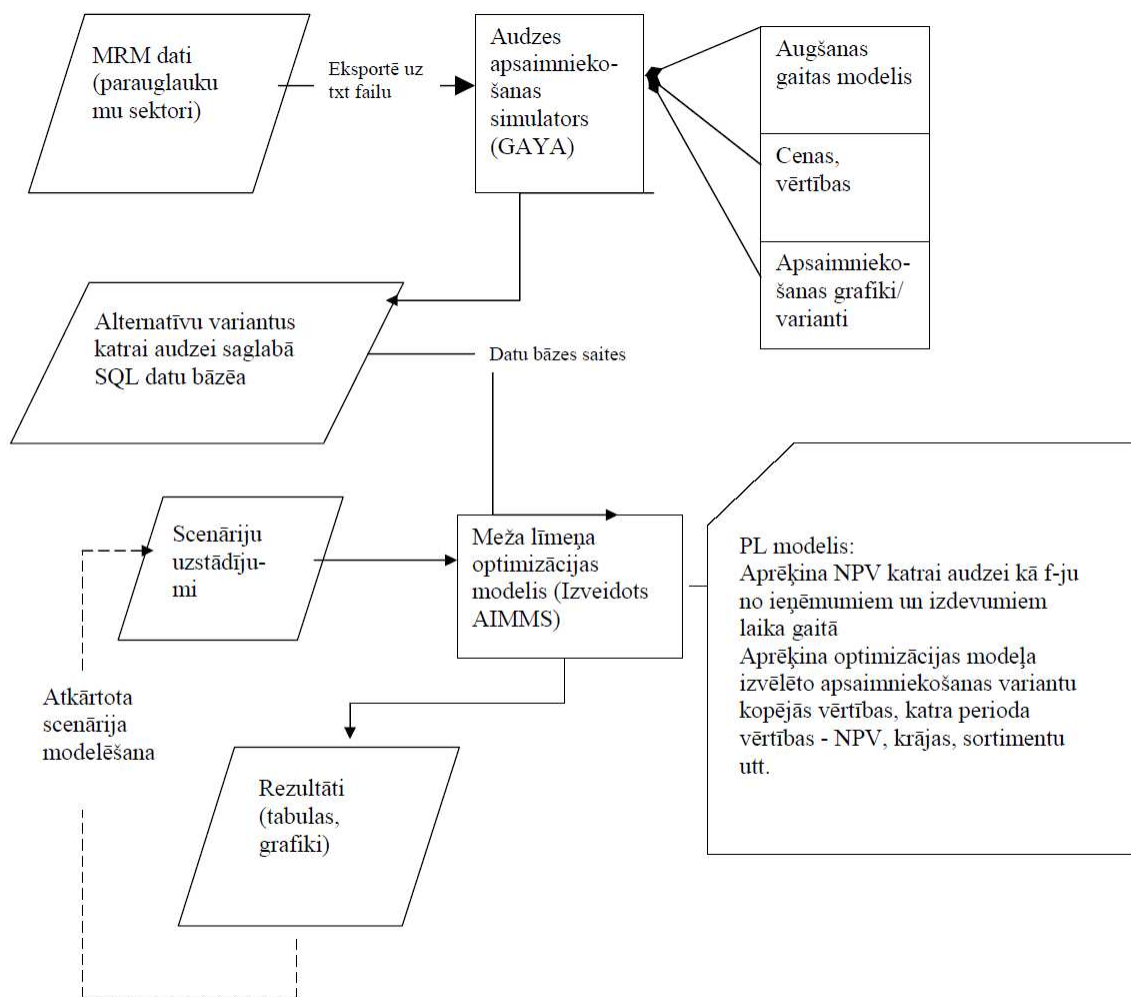 MRM dati
(parauglauku
mu sektori)
Eksportē uz
txt failu
Audzes
apsaimnieko-
šanas
simulators
(GAYA)
Augšanas
gaitas modelis
Cenas,
vērtības
Apsaimnieko-
šanas grafiki/
varianti
Alternatīvu variantus
katrai audzei saglabā
SQL datu bāzēa
Datu bāzes saites
Scenāriju
uzstādīju-
mi
Meža līmeņa
optimizācijas
modelis (Izveidots
AIMMS)
PL modelis:
Aprēķina NPV katrai audzei kā f-ju
no ieņēmumiem un izdevumiem
laika gaitā
Aprēķina optimizācijas modeļa
izvēlēto apsaimniekošanas variantu
kopējās vērtības, katra perioda
vērtības - NPV, krājas, sortimentu
utt.
Atkārtota
scenārija
modelēšana
Rezultāti
(tabulas,
grafiki)